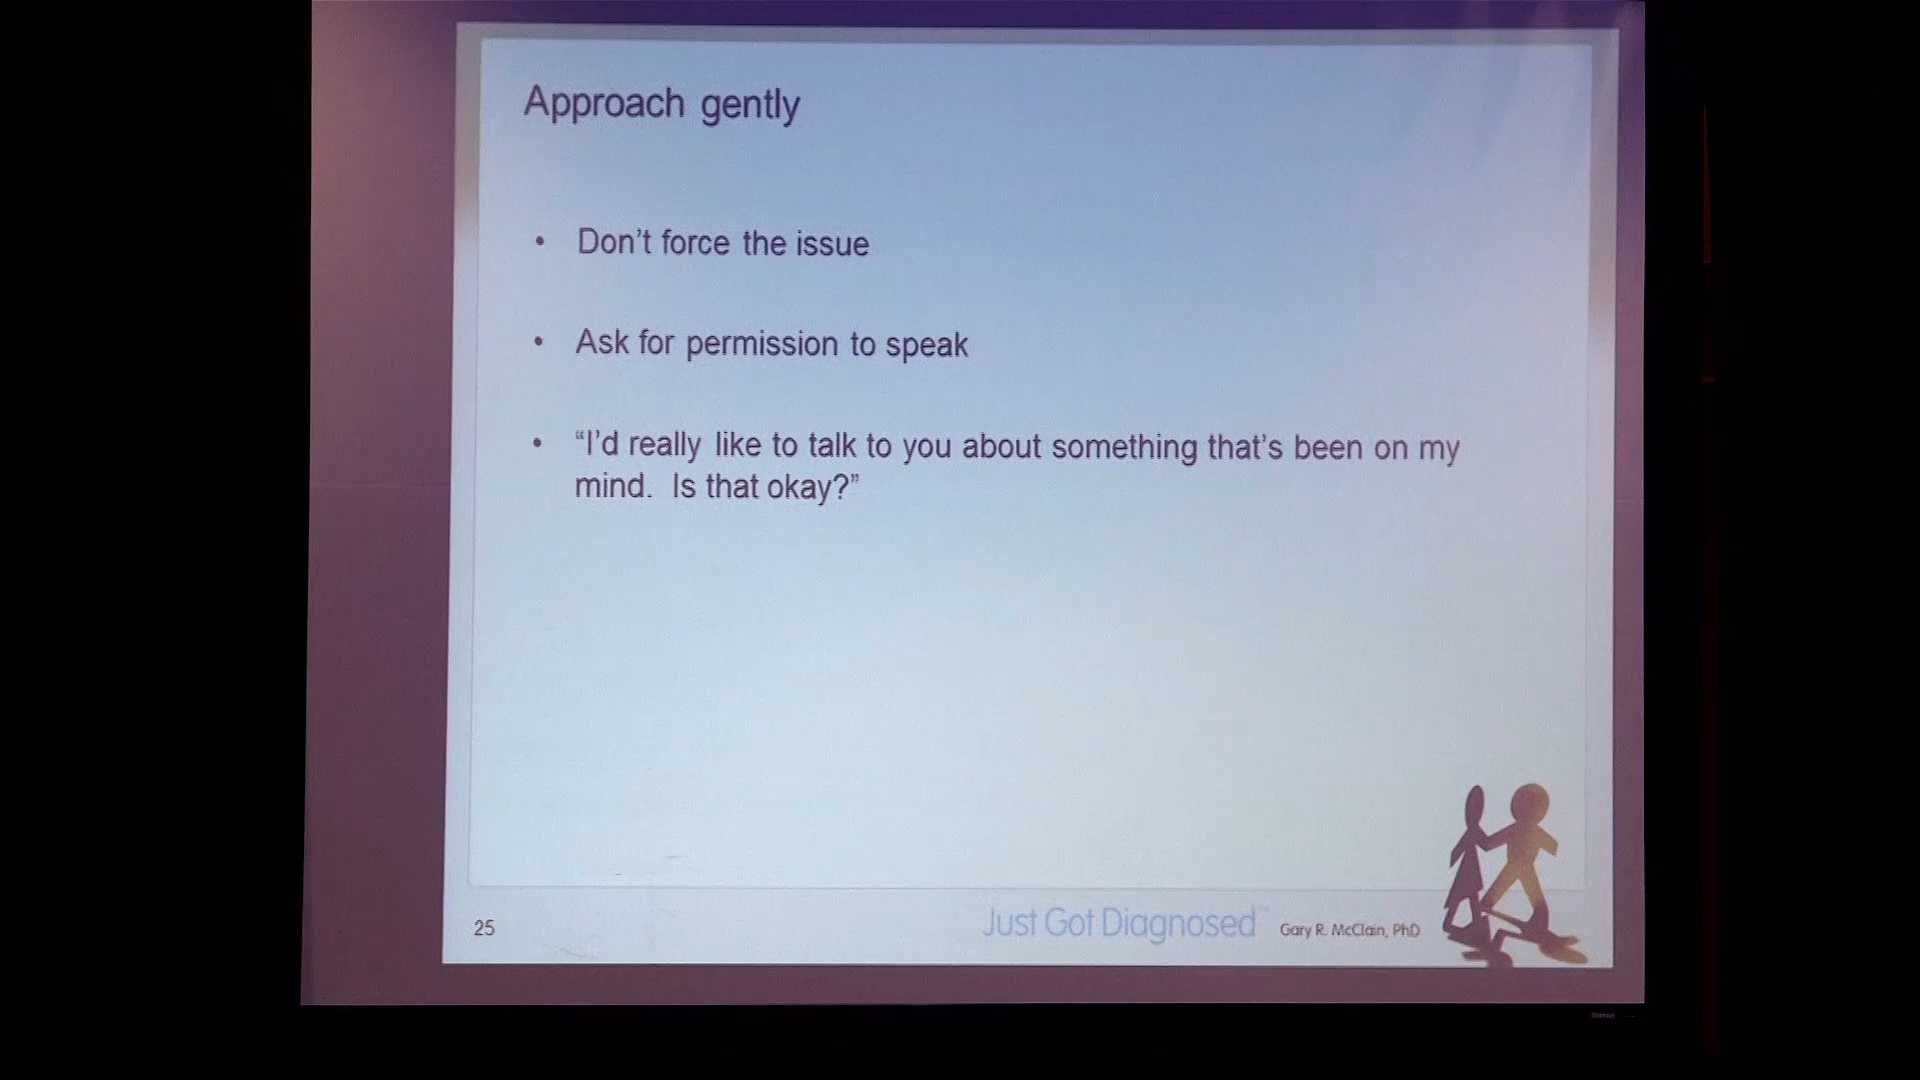 Approach gently
• Don't force the issue
• Ask for permission to speak
• “I'd really like to talk to you about something that's been on my
mind.  Is that okay?”
25
Just Got Diagnosed™
Gary R. McClain, PhD